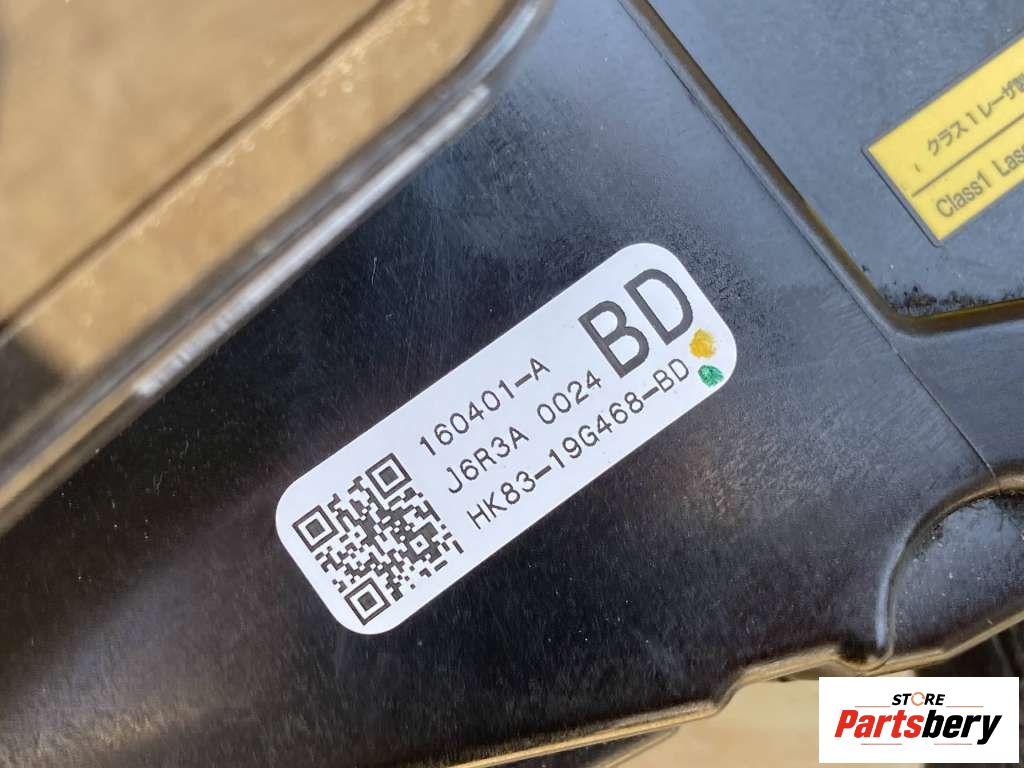 クラス1レーザ
Class1 Las
BD
160401-A
J6R3A 0024
HK83-19G468-BD
STORE
Partsbery